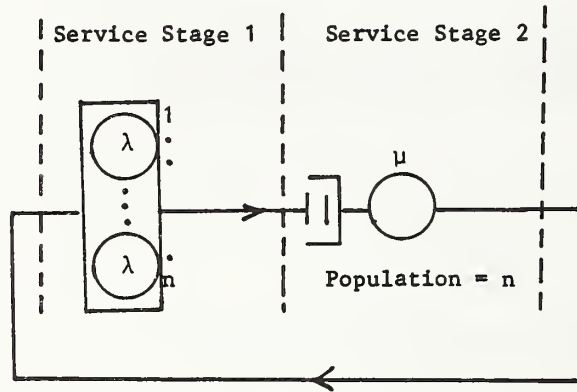 Service Stage 1
Service Stage 2
1
λ
λ
n
μ
Population = n